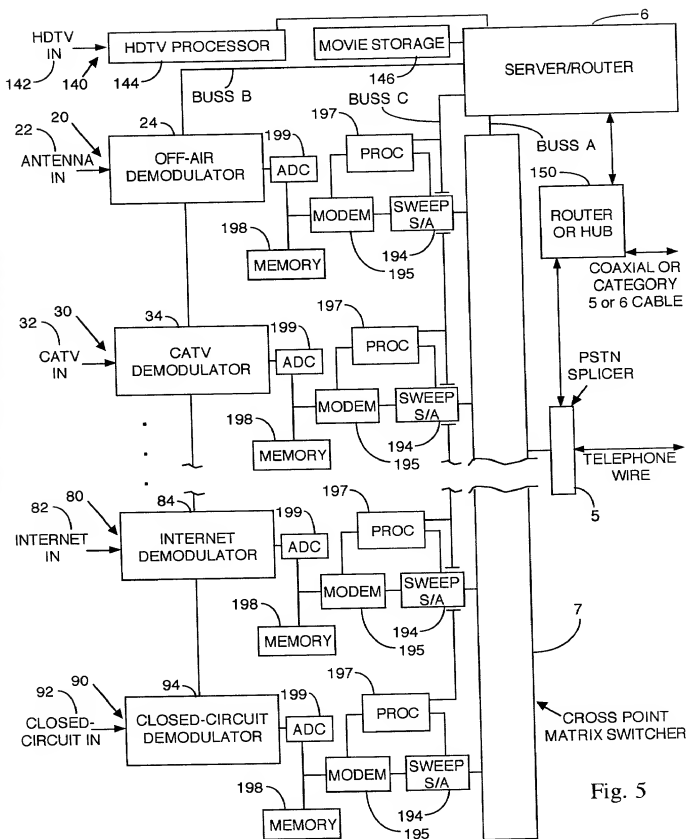 HDTV
IN
142
140
HDTV PROCESSOR
144
MOVIE STORAGE
146
6
SERVER/ROUTER
BUSS B
BUSS C
BUSS A
22
20
ANTENNA
IN
24
OFF-AIR
DEMODULATOR
199
ADC
198
MEMORY
197
PROC
MODEM
SWEEP
S/A
194
195
150
ROUTER
OR HUB
COAXIAL OR
CATEGORY
5 or 6 CABLE
32
30
CATV
IN
34
CATV
DEMODULATOR
199
ADC
198
MEMORY
197
PROC
MODEM
SWEEP
S/A
194
195
PSTN
SPLICER
TELEPHONE
WIRE
5
82
80
INTERNET
IN
84
INTERNET
DEMODULATOR
199
ADC
198
MEMORY
197
PROC
MODEM
SWEEP
S/A
194
195
7
92
90
CLOSED-
CIRCUIT IN
94
CLOSED-CIRCUIT
DEMODULATOR
199
ADC
198
MEMORY
197
PROC
MODEM
SWEEP
S/A
194
195
CROSS POINT
MATRIX SWITCHER
Fig. 5